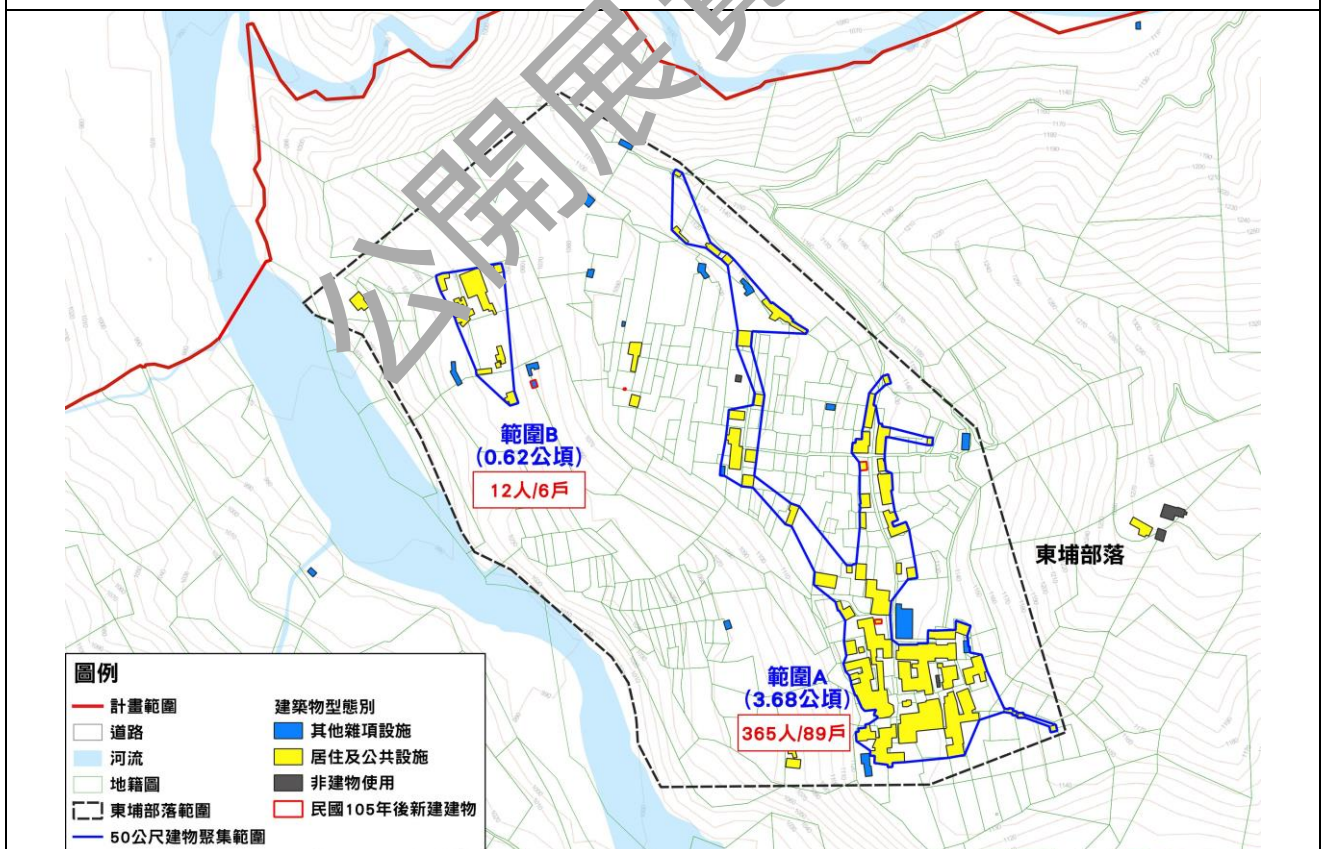 公開展覽
範圍B
(0.62公頃)
12人/6戶
東埔部落
範圍A
(3.68公頃)
365人/89戶
圖例
計畫範圍
道路
河流
地籍圖
東埔部落範圍
50公尺建物聚集範圍
建築物型態別
其他雜項設施
居住及公共設施
非建物使用
民國105年後新建建物